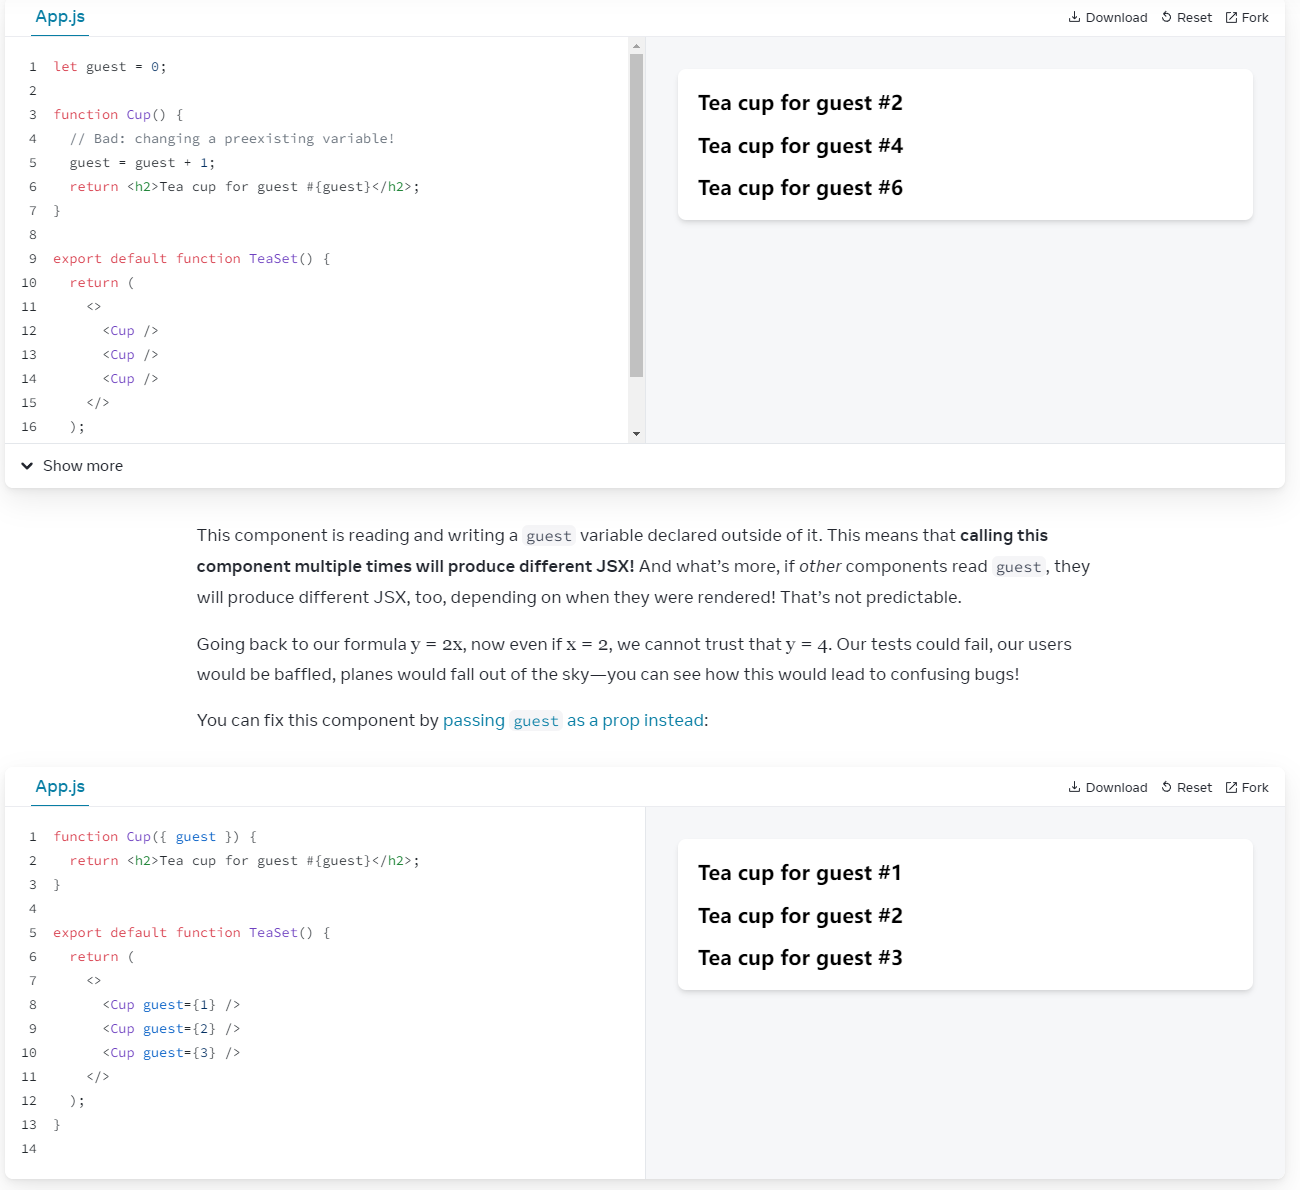 App.js
Download Reset Fork
1 let guest = 0;
2
3 function Cup() {
4   // Bad: changing a preexisting variable!
5   guest = guest + 1;
6   return <h2>Tea cup for guest #{guest}</h2>;
7 }
8
9 export default function TeaSet() {
10   return (
11     <>
12       <Cup />
13       <Cup />
14       <Cup />
15     </>
16   );
Tea cup for guest #2
Tea cup for guest #4
Tea cup for guest #6
Show more
This component is reading and writing a guest variable declared outside of it. This means that calling this
component multiple times will produce different JSX! And what’s more, if other components read guest, they
will produce different JSX, too, depending on when they were rendered! That’s not predictable.
Going back to our formula y = 2x, now even if x = 2, we cannot trust that y = 4. Our tests could fail, our users
would be baffled, planes would fall out of the sky—you can see how this would lead to confusing bugs!
You can fix this component by passing guest as a prop instead:
App.js
Download Reset Fork
1 function Cup({ guest }) {
2   return <h2>Tea cup for guest #{guest}</h2>;
3 }
4
5 export default function TeaSet() {
6   return (
7     <>
8       <Cup guest={1} />
9       <Cup guest={2} />
10       <Cup guest={3} />
11     </>
12   );
13 }
14
Tea cup for guest #1
Tea cup for guest #2
Tea cup for guest #3